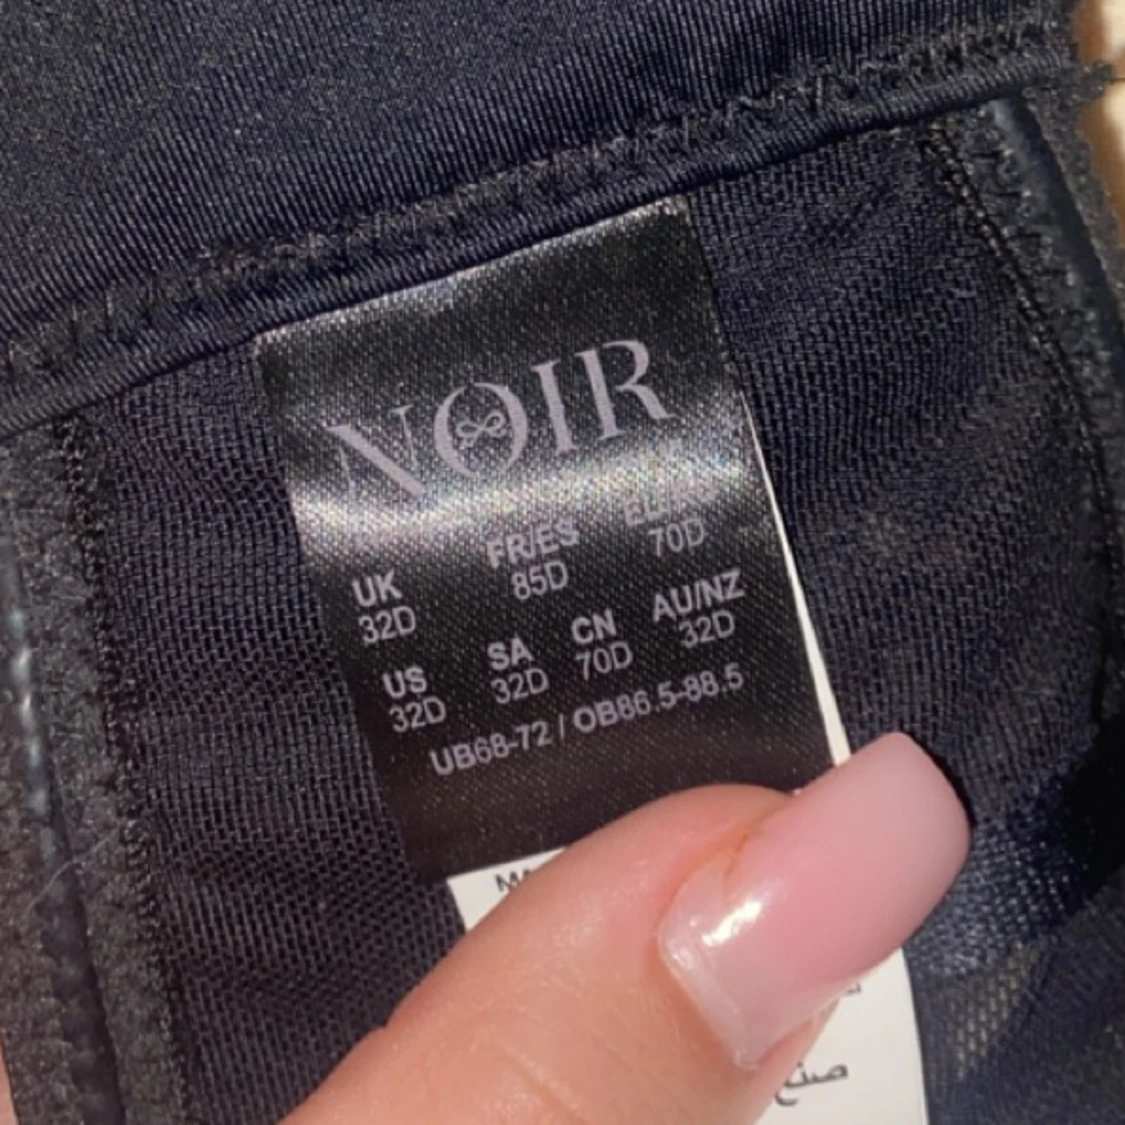 NOIR
UK FR/ES
32D 85D 70D
US SA CN AU/NZ
32D 32D 70D 32D
UB68-72 / OB86.5-88.5